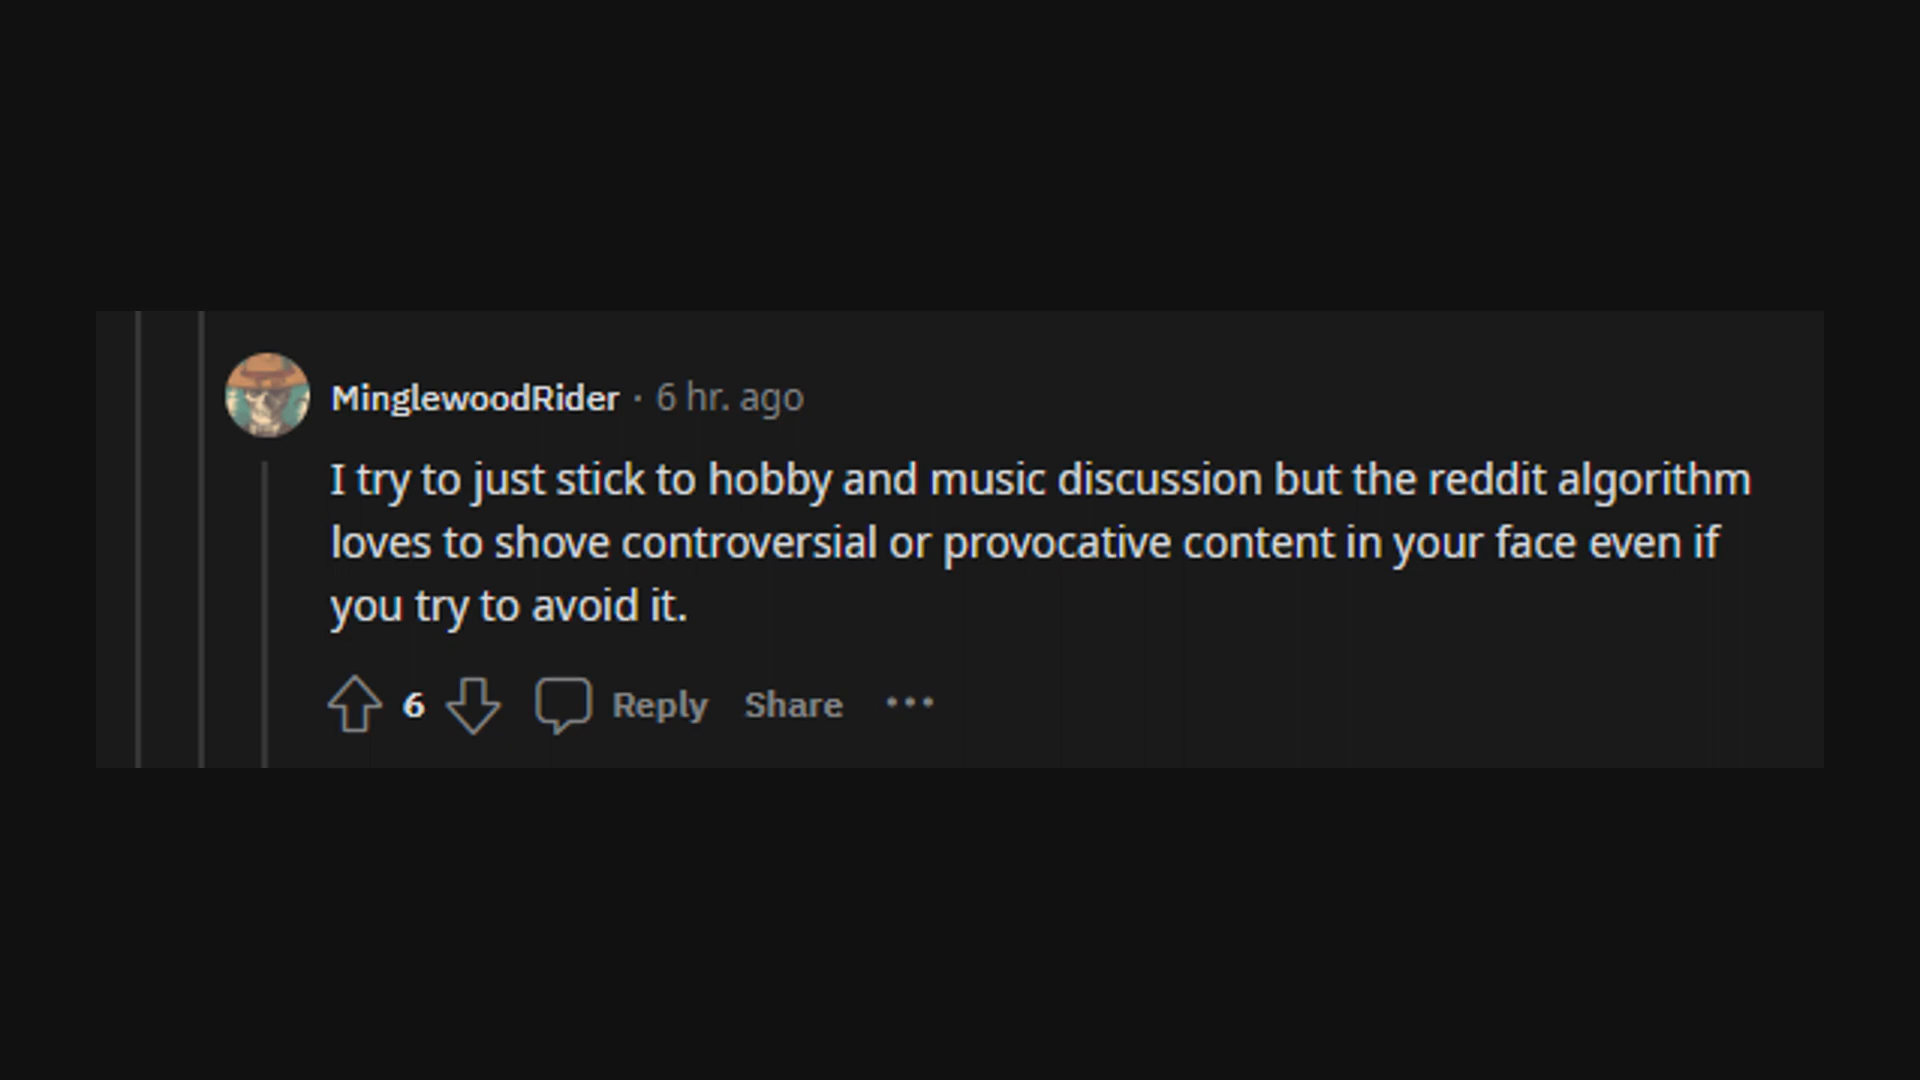 MinglewoodRider · 6 hr. ago
I try to just stick to hobby and music discussion but the reddit algorithm
loves to shove controversial or provocative content in your face even if
you try to avoid it.
6 Reply Share ...